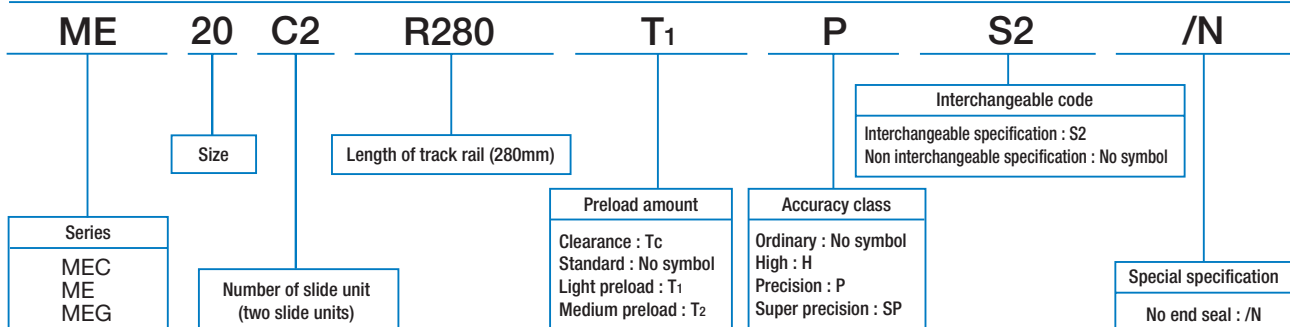 ME 20 C2 R280 T1 P S2 /N
Interchangeable code
Interchangeable specification : S2
Non interchangeable specification : No symbol
Size
Length of track rail (280mm)
Preload amount
Clearance : Tc
Standard : No symbol
Light preload : T1
Medium preload : T2
Accuracy class
Ordinary : No symbol
High : H
Precision : P
Super precision : SP
Series
MEC
ME
MEG
Number of slide unit
(two slide units)
Special specification
No end seal : /N